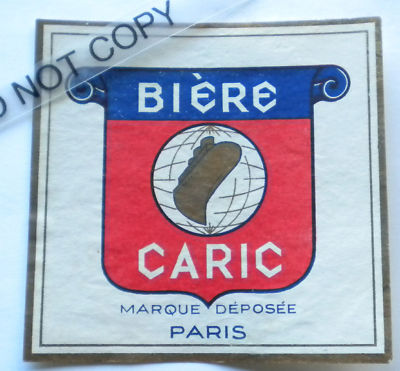 NOT COPY
BIÈRE
CARIC
MARQUE DÉPOSÉE
PARIS